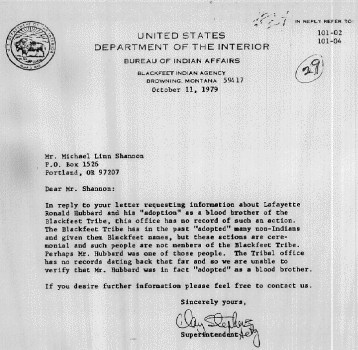 IN REPLY REFER TO:
101-02
101-04
UNITED STATES
DEPARTMENT OF THE INTERIOR
BUREAU OF INDIAN AFFAIRS
29
BLACKFEET INDIAN AGENCY
BROWNING, MONTANA 59417
October 11, 1979
Mr. Michael Linn Shannon
P.O. Box 1526
Portland, OR 97207
Dear Mr. Shannon:
In reply to your letter requesting information about Lafayette
Ronald Hubbard and his "adoption" as a blood brother of the
Blackfeet Tribe, this office has no record of such an action.
The Blackfeet Tribe has in the past "adopted" many non-Indians
and given them Blackfeet names, but these actions are cere-
monial and such people are not members of the Blackfeet Tribe.
Perhaps Mr. Hubbard was one of those people. The Tribal office
has no records dating back that far and so we are unable to
verify that Mr. Hubbard was in fact "adopted" as a blood brother.
If you desire further information please feel free to contact us.
Sincerely yours,
Superintendent